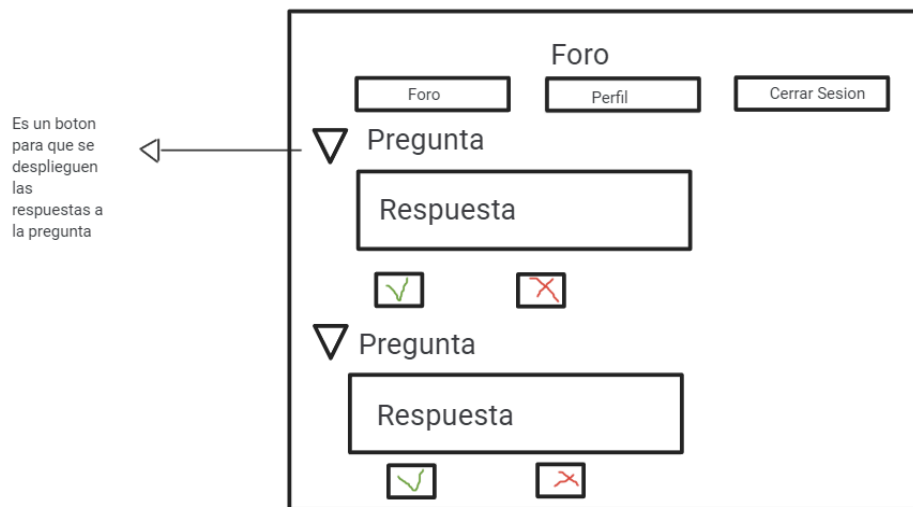 Foro
Foro
Perfil
Cerrar Sesion
Es un boton
para que se
desplieguen
las
respuestas a
la pregunta
Pregunta
Respuesta
Pregunta
Respuesta